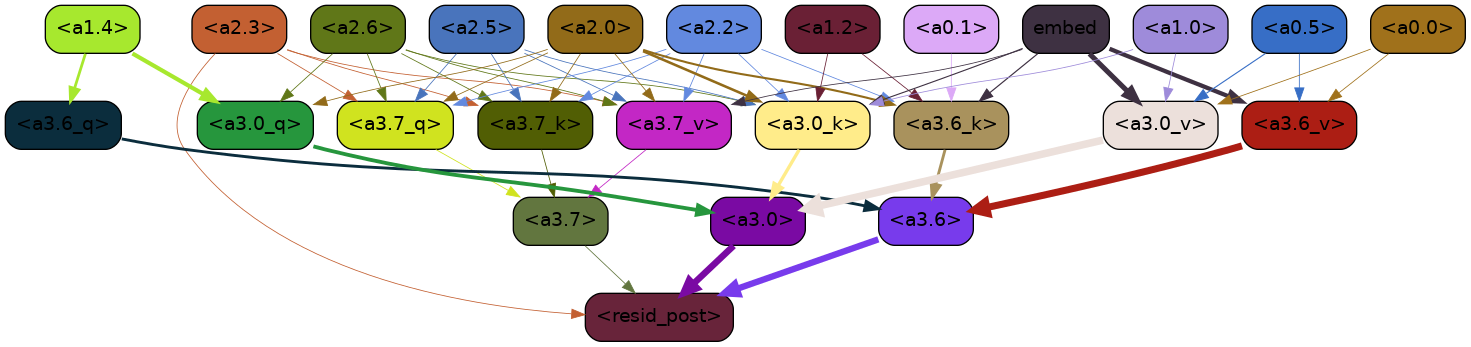 <a1.4> <a2.3> <a2.6> <a2.5> <a2.0> <a2.2> <a1.2> <a0.1> embed <a1.0> <a0.5> <a0.0>
<a3.6_q> <a3.0_q> <a3.7_q> <a3.7_k> <a3.7_v> <a3.0_k> <a3.6_k> <a3.0_v> <a3.6_v>
<a3.7> <a3.0> <a3.6>
<resid_post>